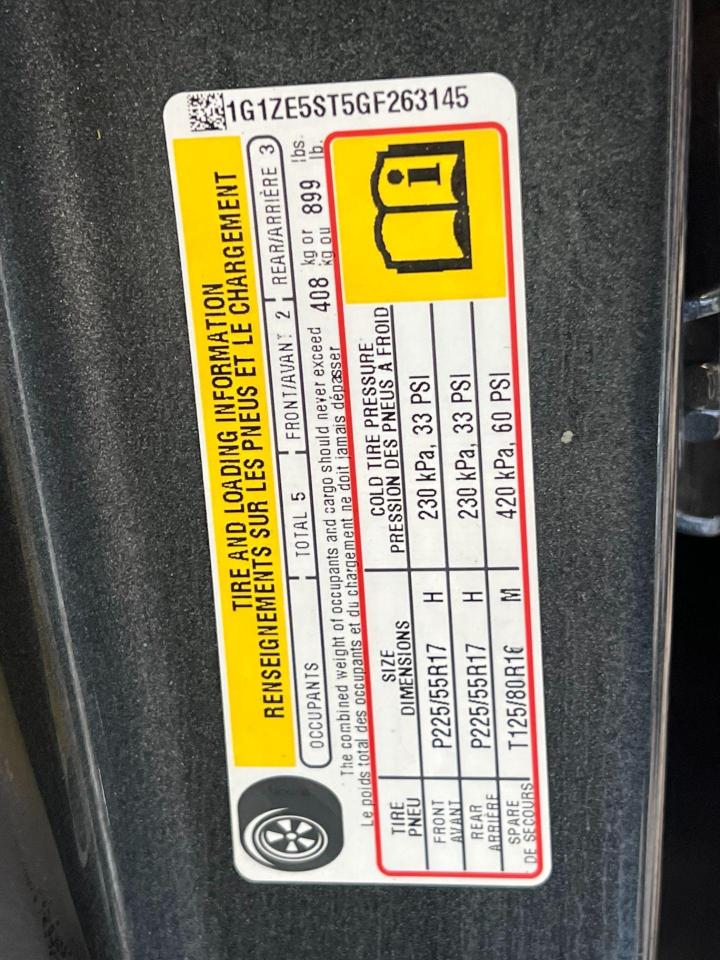 1G1ZE5ST5GF263145
TIRE AND LOADING INFORMATION
RENSEIGNEMENTS SUR LES PNEUS ET LE CHARGEMENT
OCCUPANTS TOTAL 5 FRONT/AVANT 2 REAR/ARRIÈRE 3
The combined weight of occupants and cargo should never exceed 408 kg or 899 lbs.
Le poids total des occupants et du chargement ne doit jamais dépasser kg ou lb.
TIRE SIZE COLD TIRE PRESSURE
PNEU DIMENSIONS PRESSION DES PNEUS À FROID
FRONT
AVANT P225/55R17 H 230 kPa, 33 PSI
REAR
ARRIÈRE P225/55R17 H 230 kPa, 33 PSI
SPARE
DE SECOURS T125/80R16 M 420 kPa, 60 PSI
i